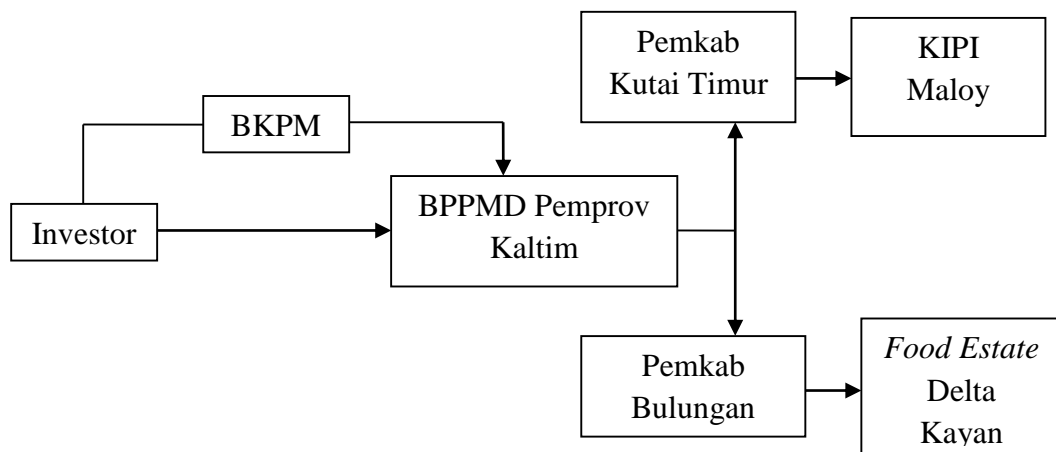 Pemkab
Kutai Timur
KIPI
Maloy
BKPM
BPPMD Pemprov
Kaltim
Investor
Pemkab
Bulungan
Food Estate
Delta
Kayan